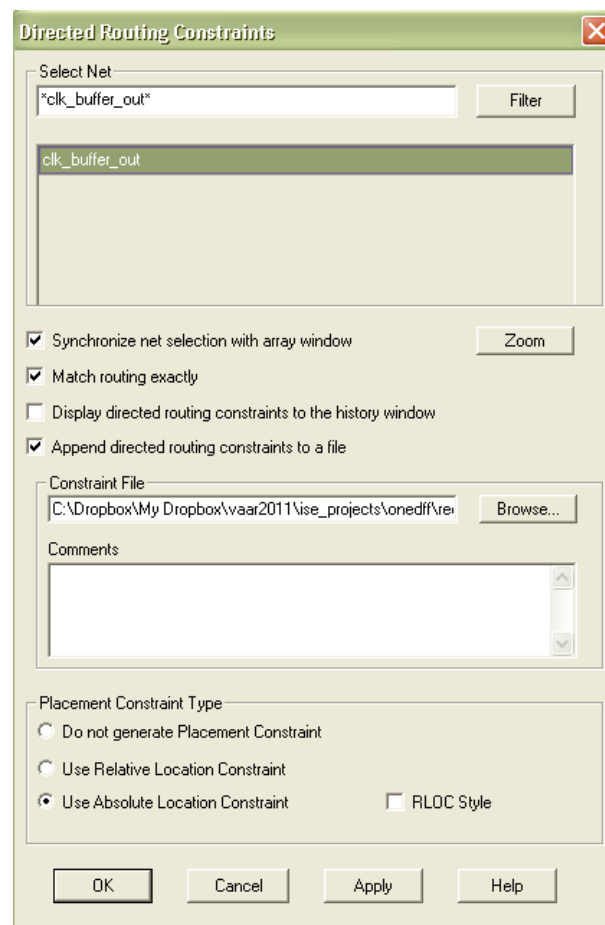 Directed Routing Constraints
Select Net
*clk_buffer_out*
Filter
clk_buffer_out
Synchronize net selection with array window
Zoom
Match routing exactly
Display directed routing constraints to the history window
Append directed routing constraints to a file
Constraint File
C:\Dropbox\My Dropbox\vaar2011\ise_projects\onedff\re
Browse...
Comments
Placement Constraint Type
Do not generate Placement Constraint
Use Relative Location Constraint
Use Absolute Location Constraint
RLOC Style
OK
Cancel
Apply
Help